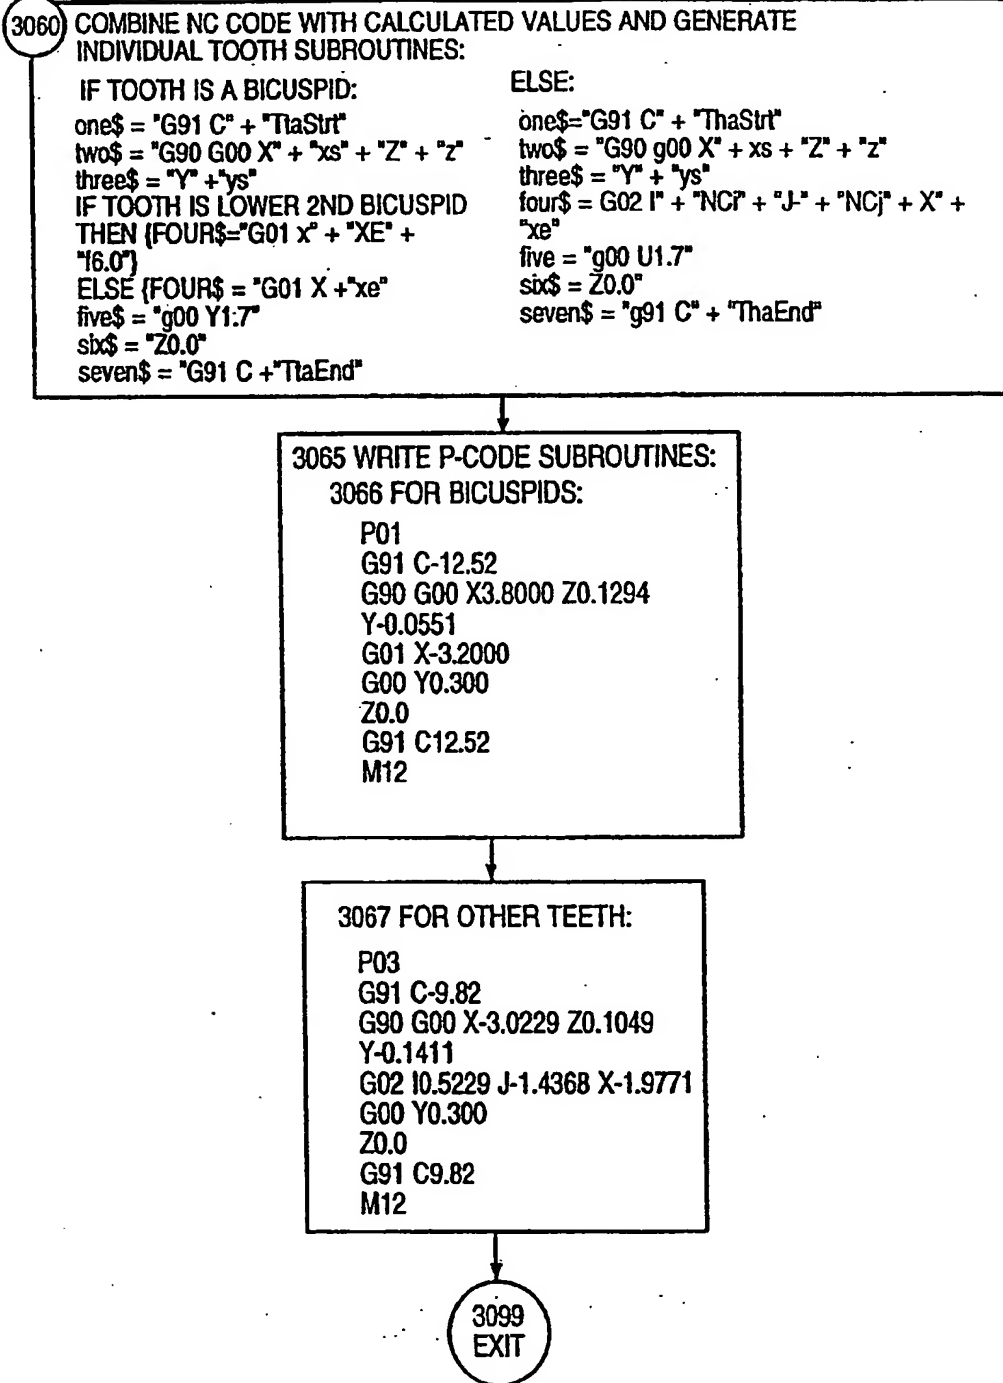 3060 COMBINE NC CODE WITH CALCULATED VALUES AND GENERATE
INDIVIDUAL TOOTH SUBROUTINES:
IF TOOTH IS A BICUSPID:
one$ = "G91 C" + "TtaStrt"
two$ = "G90 G00 X" + "xs" + "Z" + "z"
three$ = "Y" +"ys"
IF TOOTH IS LOWER 2ND BICUSPID
THEN {FOUR$="G01 x" + "XE" +
"f6.0"}
ELSE {FOUR$ = "G01 X +"xe"
five$ = "g00 Y1:7"
six$ = "Z0.0"
seven$ = "G91 C +"TtaEnd"
ELSE:
one$="G91 C" + "ThaStrt"
two$ = "G90 g00 X" + xs + "Z" + "z"
three$ = "Y" + "ys"
four$ = G02 I" + "NCi" + "J-" + "NCj" + X" +
"xe"
five = "g00 U1.7"
six$ = Z0.0"
seven$ = "g91 C" + "ThaEnd"
3065 WRITE P-CODE SUBROUTINES:
3066 FOR BICUSPIDS:
P01
G91 C-12.52
G90 G00 X3.8000 Z0.1294
Y-0.0551
G01 X-3.2000
G00 Y0.300
Z0.0
G91 C12.52
M12
3067 FOR OTHER TEETH:
P03
G91 C-9.82
G90 G00 X-3.0229 Z0.1049
Y-0.1411
G02 I0.5229 J-1.4368 X-1.9771
G00 Y0.300
Z0.0
G91 C9.82
M12
3099
EXIT